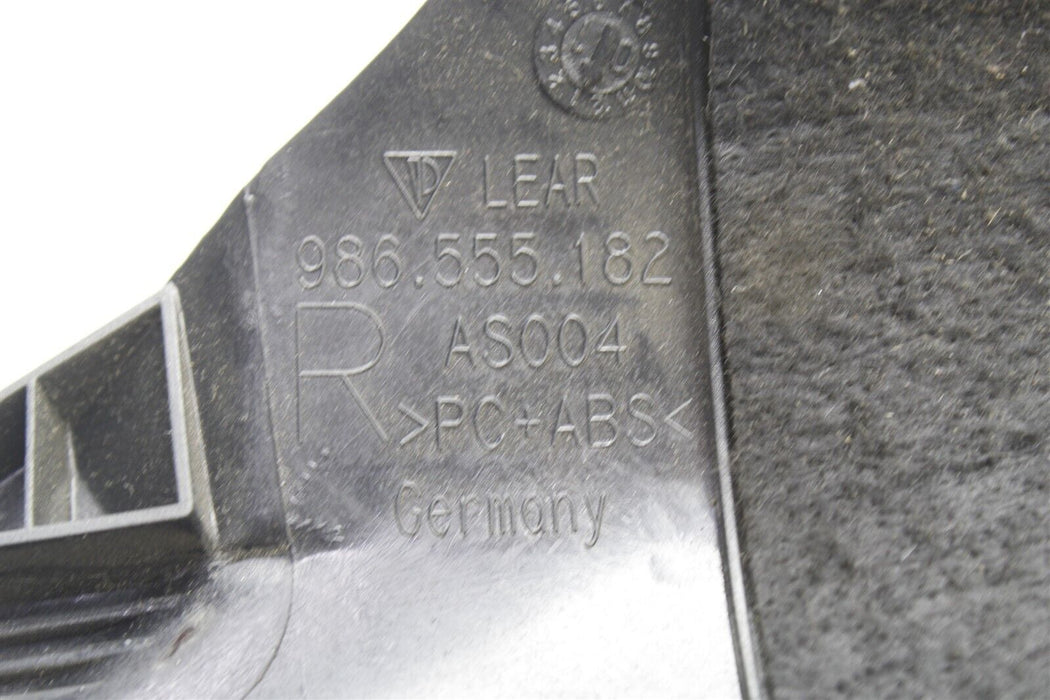 LEAR
986.555.182
R AS004
>PC+ABS<
Germany